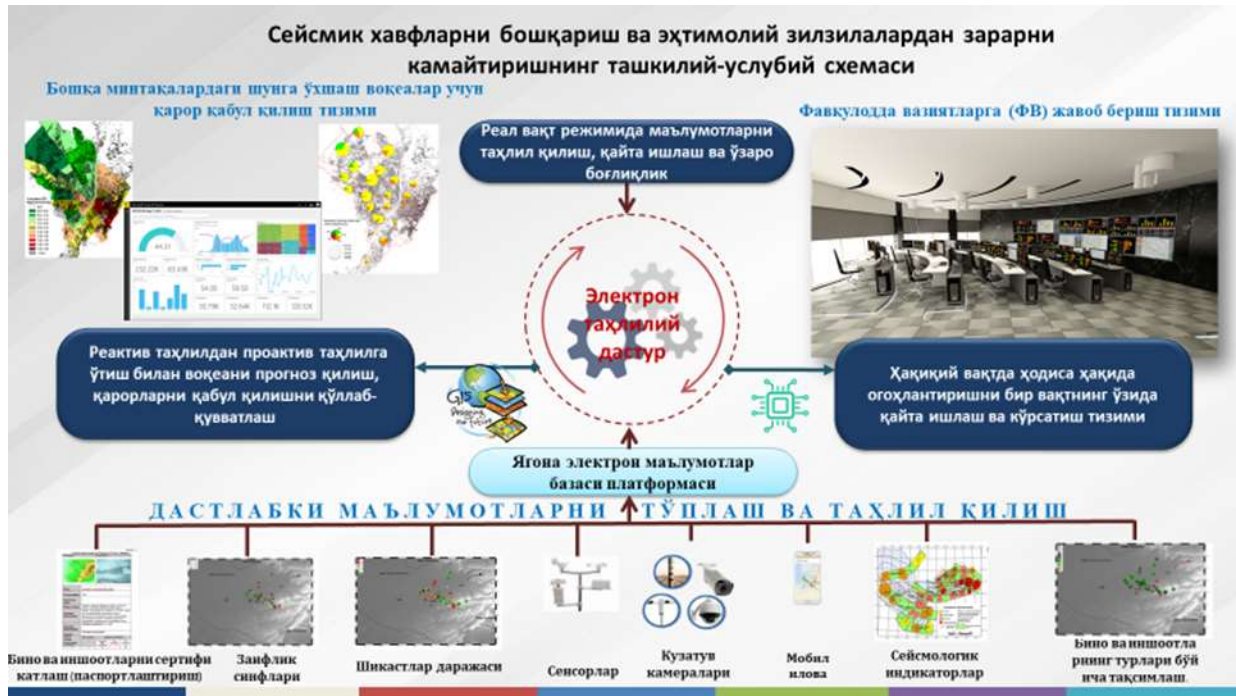 Сейсмик хавфларни бошқариш ва эҳтимолий зилзилалардан зарарни
камайтиришнинг ташкилий-услубий схемаси
Бошқа минтақалардаги шунга ўхшаш воқеалар учун
қарор қабул қилиш тизими
Реал вақт режимида маълумотларни
таҳлил қилиш, қайта ишлаш ва ўзаро
боғлиқлик
Фавқулодда вазиятларга (ФВ) жавоб бериш тизими
Электрон
таҳлилий
дастур
Реактив таҳлилдан проактив таҳлилга
ўтиш билан воқеани прогноз қилиш,
қарорларни қабул қилишни қўллаб-
қувватлаш
GIS
Designing
our future
Ҳақиқий вақтда ҳодиса ҳақида
огоҳлантиришни бир вақтнинг ўзида
қайта ишлаш ва кўрсатиш тизими
Ягона электрон маълумотлар
базаси платформаси
ДАСТЛАБКИ МАЪЛУМОТЛАРНИ ТЎПЛАШ ВА ТАҲЛИЛ ҚИЛИШ
Бино ва иншоотларни сертифи
катлаш (паспортлаштириш)
Заифлик
синфлари
Шикастлар даражаси
Сенсорлар
Кузатув
камералари
Мобил
илова
Сейсмологик
индикаторлар
Бино ва иншоотла
рнинг турлари бўй
ича тақсимлаш.